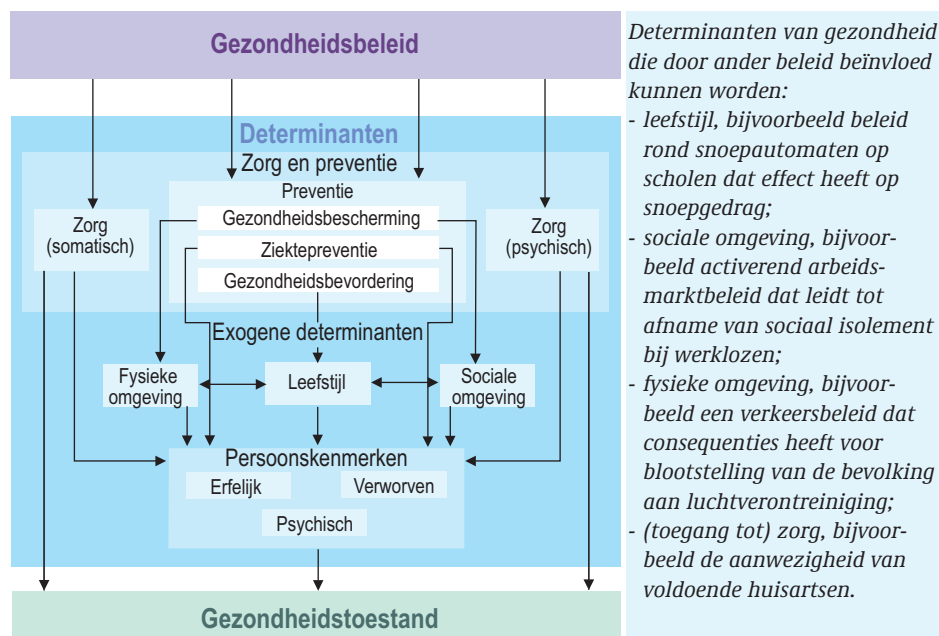 Gezondheidsbeleid
Determinanten
Zorg en preventie
Preventie
Gezondheidsbescherming
Ziektepreventie
Gezondheidsbevordering
Zorg
(somatisch)
Zorg
(psychisch)
Exogene determinanten
Fysieke
omgeving
Leefstijl
Sociale
omgeving
Persoonskenmerken
Erfelijk
Verworven
Psychisch
Gezondheidstoestand
Determinanten van gezondheid
die door ander beleid beïnvloed
kunnen worden:
- leefstijl, bijvoorbeeld beleid
rond snoepautomaten op
scholen dat effect heeft op
snoepgedrag;
- sociale omgeving, bijvoor-
beeld activerend arbeids-
marktbeleid dat leidt tot
afname van sociaal isolement
bij werklozen;
- fysieke omgeving, bijvoor-
beeld een verkeersbeleid dat
consequenties heeft voor
blootstelling van de bevolking
aan luchtverontreiniging;
- (toegang tot) zorg, bijvoor-
beeld de aanwezigheid van
voldoende huisartsen.